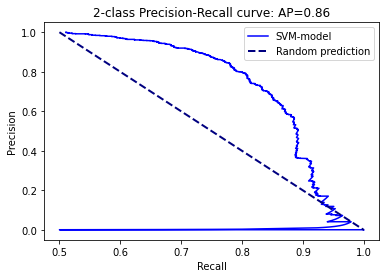 2-class Precision-Recall curve: AP=0.86
SVM-model
Random prediction
Precision
1.0
0.8
0.6
0.4
0.2
0.0
0.5 0.6 0.7 0.8 0.9 1.0
Recall